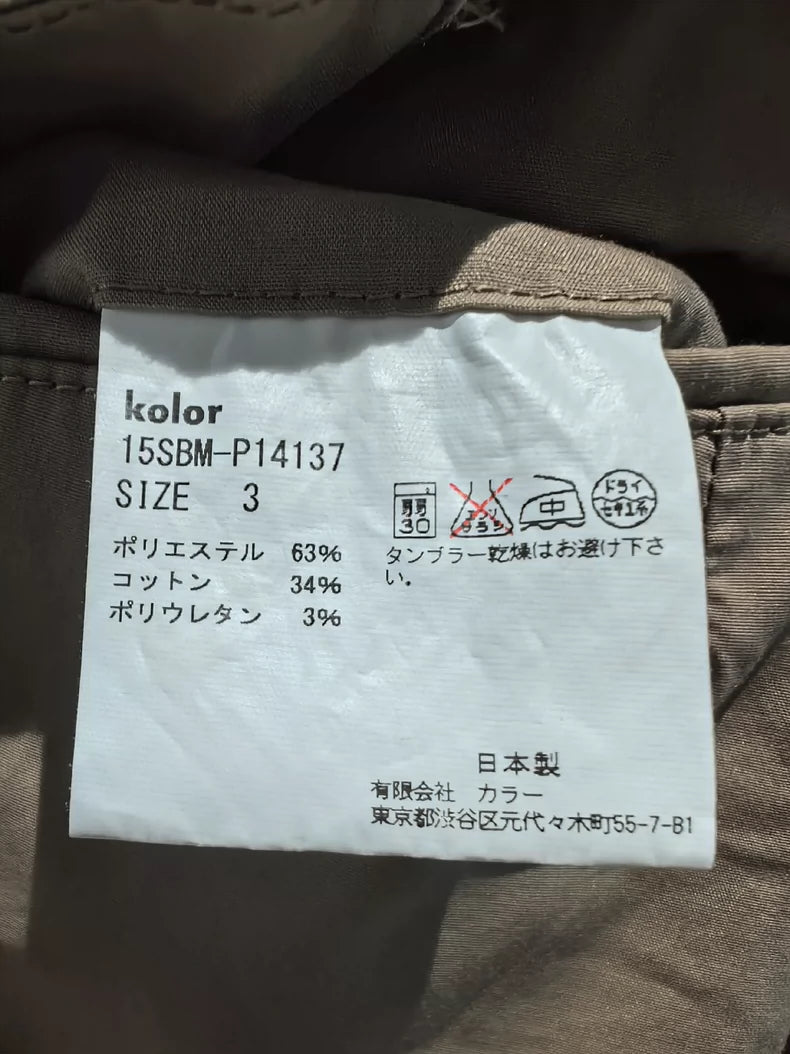 kolor
15SBM-P14137
SIZE 3
ポリエステル 63%
コットン 34%
ポリウレタン 3%
弱
30
エンソ
サラシ
中
ドライ
セキユ系
タンブラー乾燥はお避け下さ
い。
日本製
有限会社 カラー
東京都渋谷区元代々木町55-7-B1